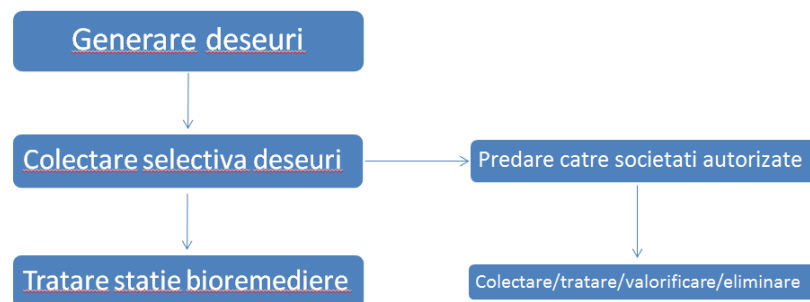 Generare deseuri
Colectare selectiva deseuri
Predare catre societati autorizate
Tratare statie bioremediere
Colectare/tratare/valorificare/eliminare